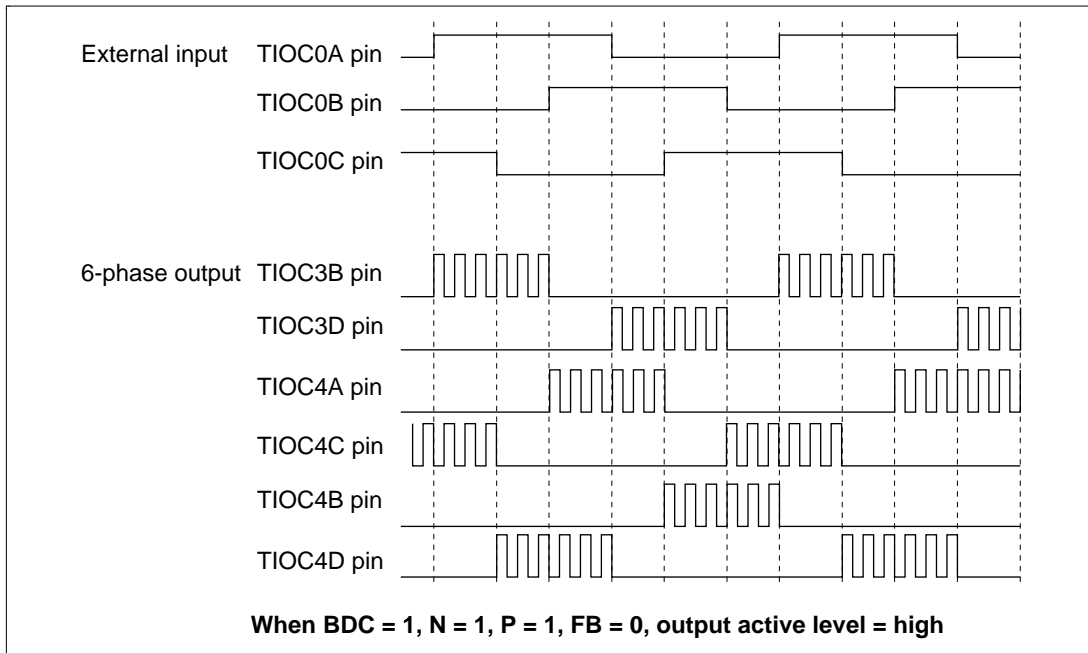 External input TIOC0A pin
TIOC0B pin
TIOC0C pin
6-phase output TIOC3B pin
TIOC3D pin
TIOC4A pin
TIOC4C pin
TIOC4B pin
TIOC4D pin
When BDC = 1, N = 1, P = 1, FB = 0, output active level = high